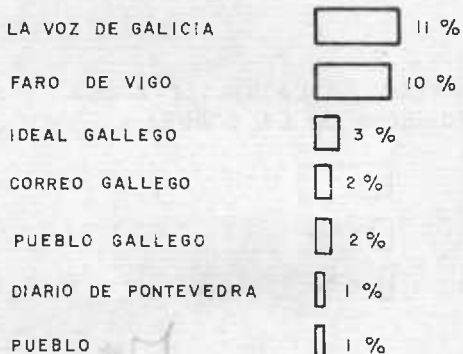 LA VOZ DE GALICIA 11 %
FARO DE VIGO 10 %
IDEAL GALLEGO 3 %
CORREO GALLEGO 2 %
PUEBLO GALLEGO 2 %
DIARIO DE PONTEVEDRA 1 %
PUEBLO 1 %